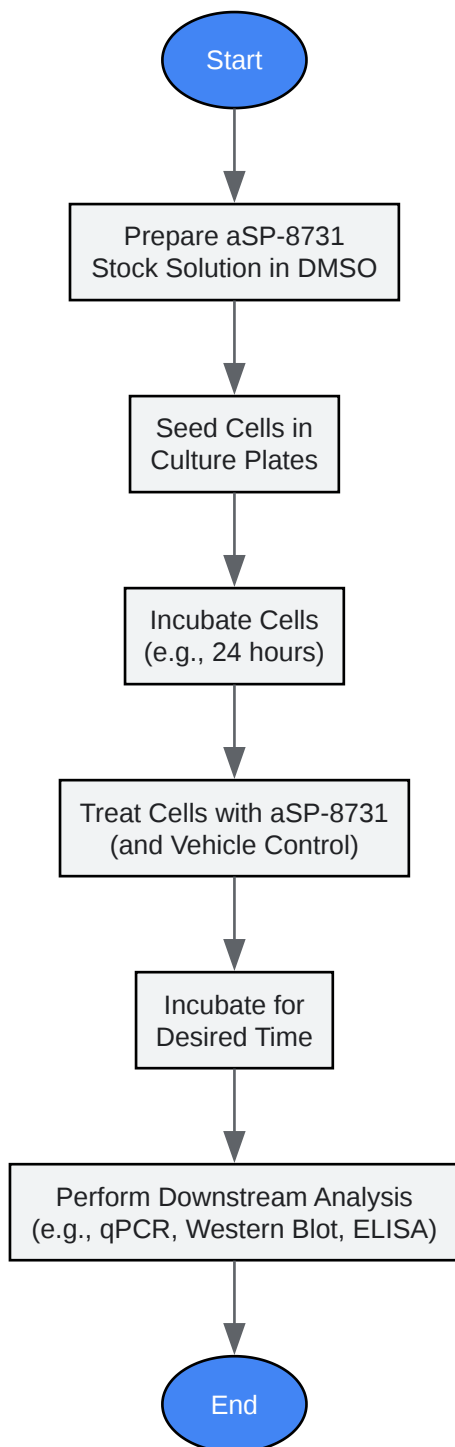 Start
Prepare aSP-8731
Stock Solution in DMSO
Seed Cells in
Culture Plates
Incubate Cells
(e.g., 24 hours)
Treat Cells with aSP-8731
(and Vehicle Control)
Incubate for
Desired Time
Perform Downstream Analysis
(e.g., qPCR, Western Blot, ELISA)
End